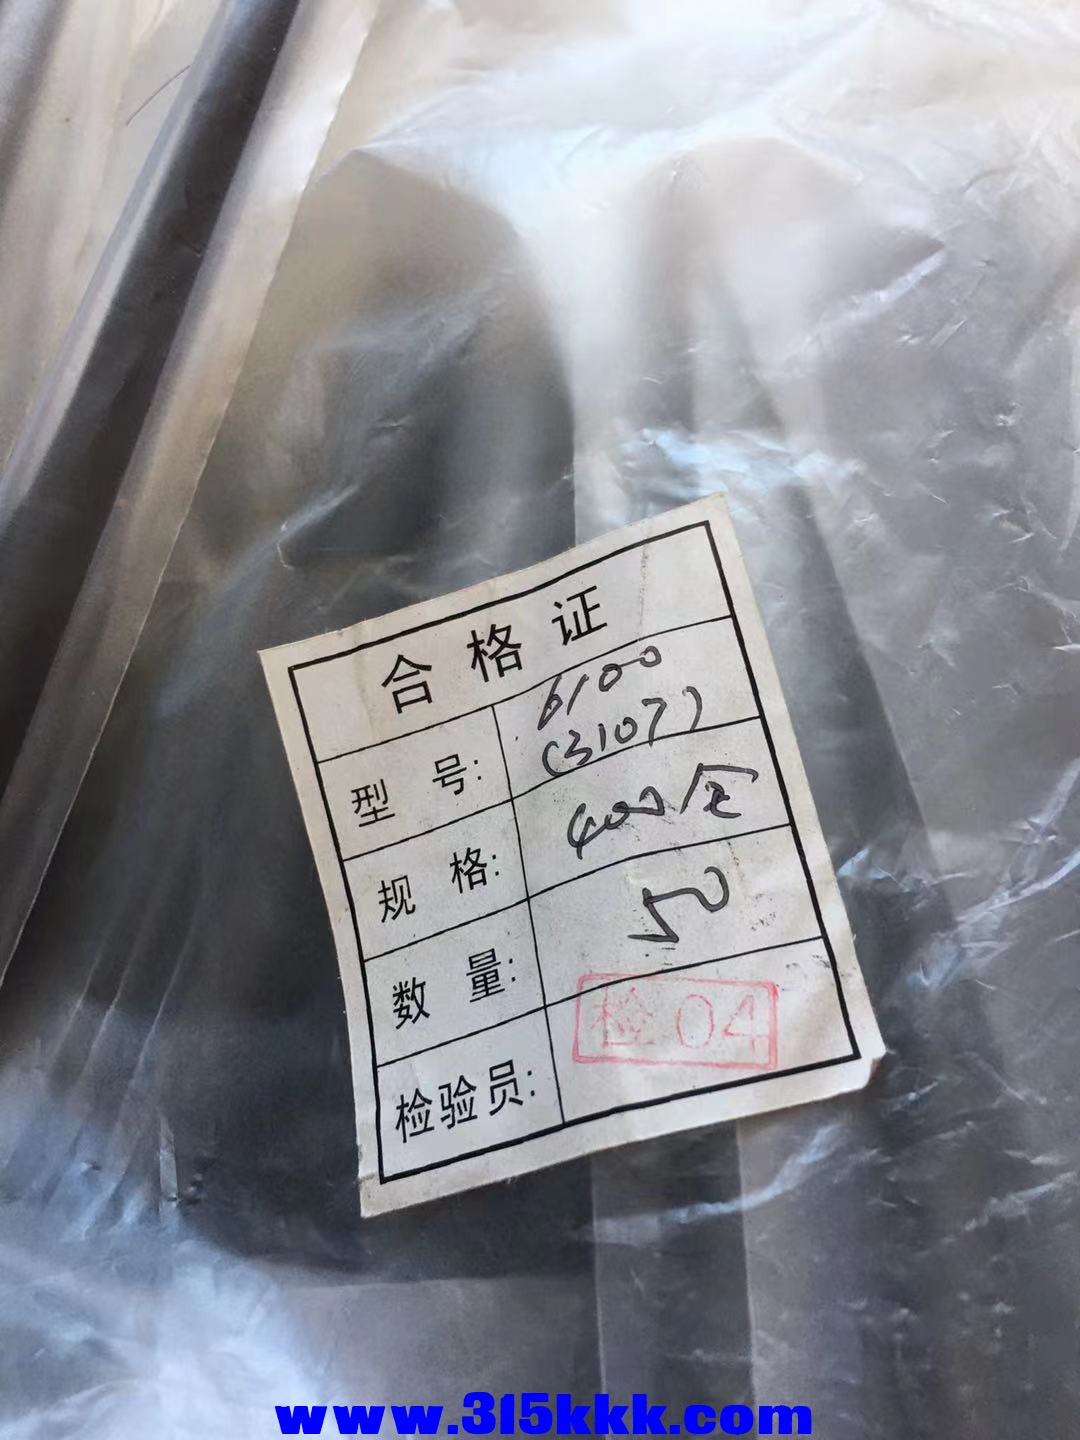 合格证
型号: 6100
(3107)
规格: 400全
数量: 50
检验员: 检04
www.315kkk.com